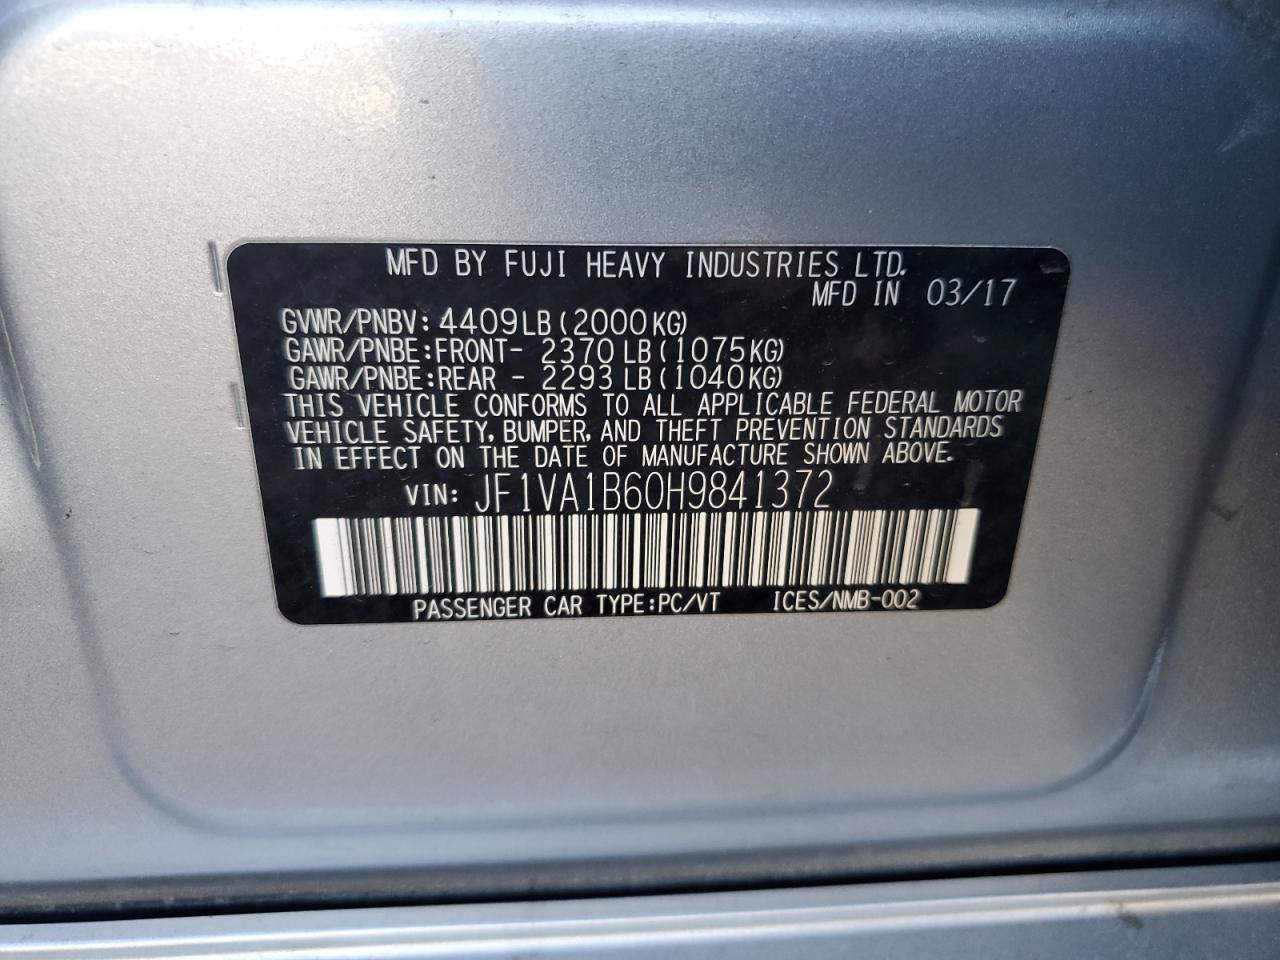 MFD BY FUJI HEAVY INDUSTRIES LTD.
MFD IN 03/17
GVWR/PNBV: 4409LB(2000KG)
GAWR/PNBE:FRONT- 2370LB(1075KG)
GAWR/PNBE:REAR - 2293LB(1040KG)
THIS VEHICLE CONFORMS TO ALL APPLICABLE FEDERAL MOTOR
VEHICLE SAFETY, BUMPER, AND THEFT PREVENTION STANDARDS
IN EFFECT ON THE DATE OF MANUFACTURE SHOWN ABOVE.
VIN: JF1VA1B60H9841372
PASSENGER CAR TYPE:PC/VT ICES/NMB-002